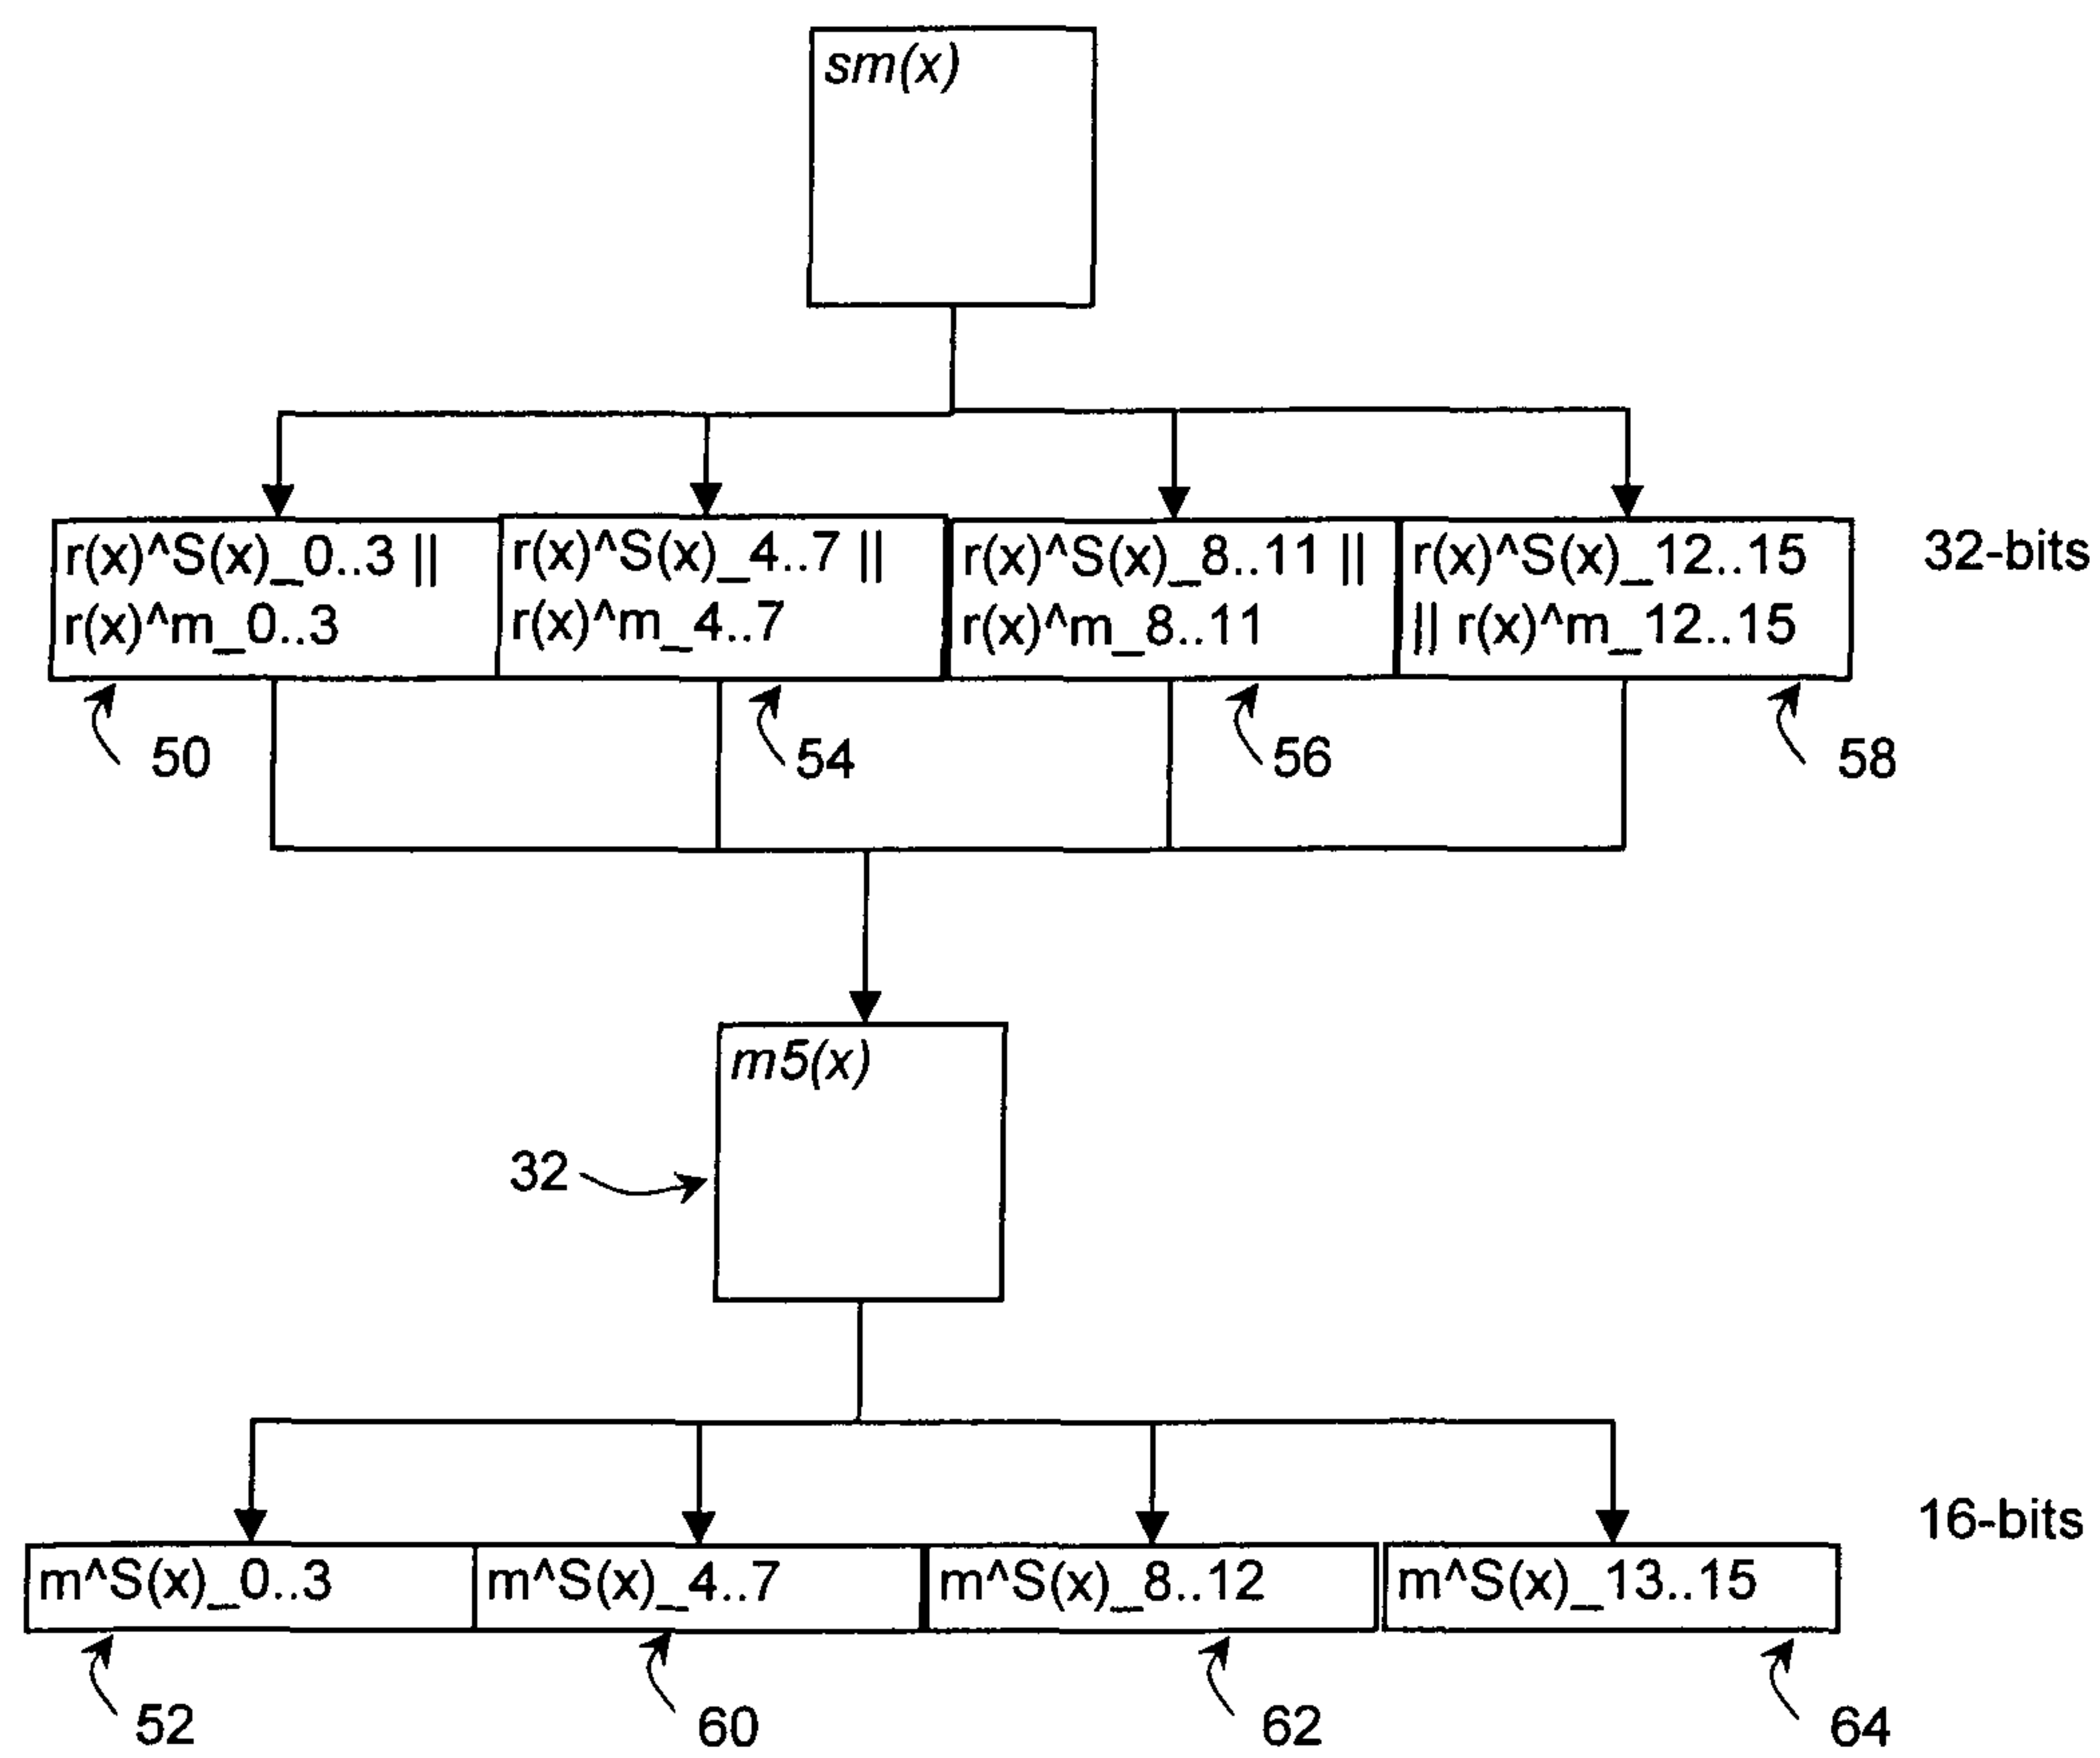 sm(x)
r(x)^S(x)_0..3 ||
r(x)^m_0..3
r(x)^S(x)_4..7 ||
r(x)^m_4..7
r(x)^S(x)_8..11 ||
r(x)^m_8..11
r(x)^S(x)_12..15
|| r(x)^m_12..15
32-bits
50
54
56
58
m5(x)
32
16-bits
m^S(x)_0..3
m^S(x)_4..7
m^S(x)_8..12
m^S(x)_13..15
52
60
62
64